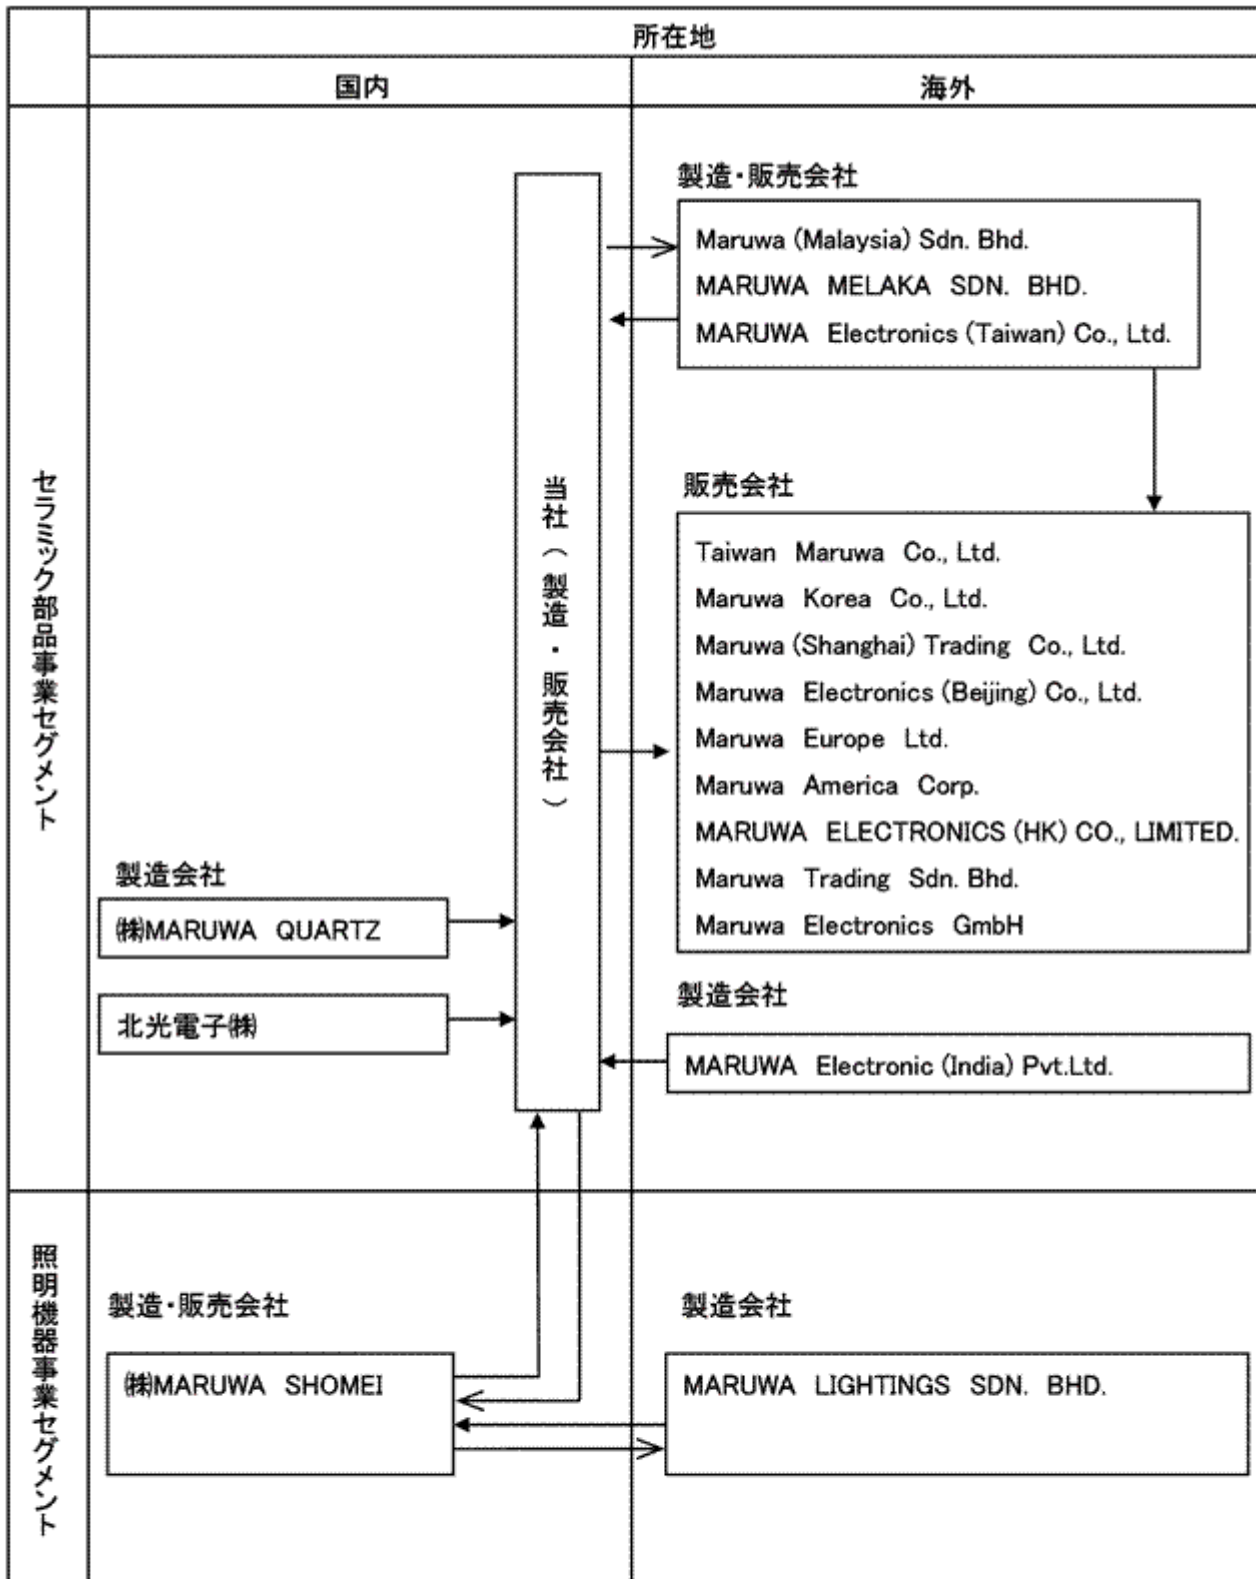 所在地
国内
海外
セラミック部品事業セグメント
当社（製造・販売会社）
製造・販売会社
Maruwa (Malaysia) Sdn. Bhd.
MARUWA MELAKA SDN. BHD.
MARUWA Electronics (Taiwan) Co., Ltd.
販売会社
Taiwan Maruwa Co., Ltd.
Maruwa Korea Co., Ltd.
Maruwa (Shanghai) Trading Co., Ltd.
Maruwa Electronics (Beijing) Co., Ltd.
Maruwa Europe Ltd.
Maruwa America Corp.
MARUWA ELECTRONICS (HK) CO., LIMITED.
Maruwa Trading Sdn. Bhd.
Maruwa Electronics GmbH
製造会社
㈱MARUWA QUARTZ
北光電子㈱
製造会社
MARUWA Electronic (India) Pvt.Ltd.
照明機器事業セグメント
製造・販売会社
㈱MARUWA SHOMEI
製造会社
MARUWA LIGHTINGS SDN. BHD.